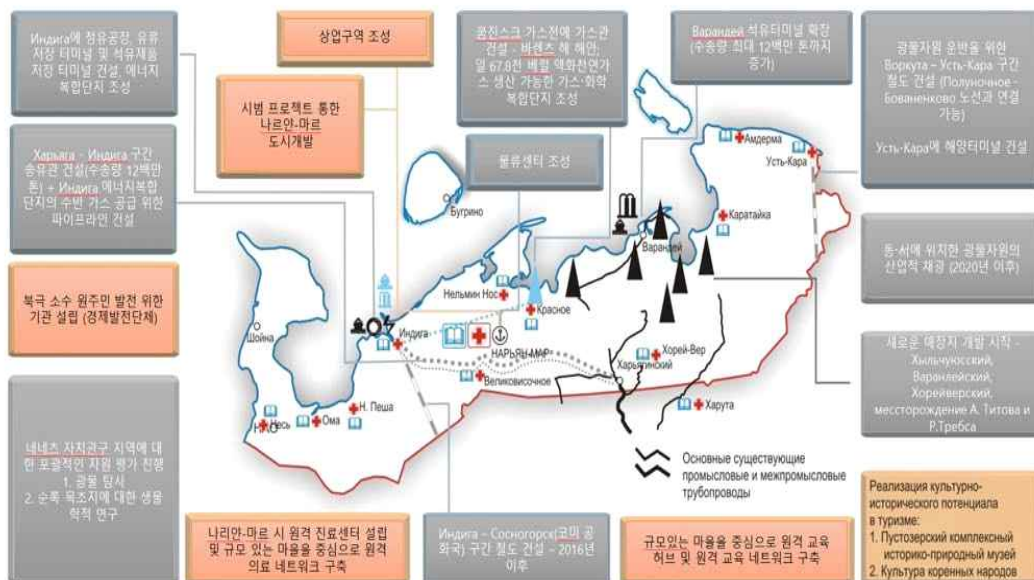 Индига에 정유공장, 유류
저장 터미널 및 석유제품
저장 터미널 건설, 에너지
복합단지 조성
상업구역 조성
쿰진스크 가스전에 가스관
건설 - 바렌츠 해 해안;
일 67.8천 배럴 액화천연가
스 생산 가능한 가스·화학
복합단지 조성
Варандей 석유터미널 확장
(수송량 최대 12백만 톤까지
증가)
광물자원 운반을 위한
Воркута – Усть-Кара 구간
철도 건설 (Полуночное -
Бованенково 노선과 연결
가능)
Усть-Кара에 해양터미널 건설
시범 프로젝트 통한
나르얀-마르
도시개발
Харьяга - Индига 구간
송유관 건설(수송량 12백만
톤) + Индига 에너지복합
단지의 수반 가스 공급 위한
파이프라인 건설
물류센터 조성
북극 소수 원주민 발전 위한
기관 설립 (경제발전단체)
동-서에 위치한 광물자원의
산업적 채광 (2020년 이후)
네네츠 자치관구 지역에 대
한 포괄적인 자원 평가 진행
1. 광물 탐사
2. 순록 목초지에 대한 생물
학적 연구
새로운 매장지 개발 시작 -
Хыльчуюсский,
Варандейский,
Хорейверский,
месторождение А. Титова и
Р.Требса
Амдерма
Усть-Кара
Каратайка
Бугрино
Варандей
Нельмин Нос
Красное
Шойна
Индига
НАРЬЯН-МАР
Хорей-Вер
Харьягинский
Великовисочное
Харута
Н. Пеша
Ома
Несь
НАО
Основные существующие
промысловые и межпромысловые
трубопроводы
나리얀-마르 시 원격 진료센터 설립
및 규모 있는 마을을 중심으로 원격
의료 네트워크 구축
Индига – Сосногорск(코미 공
화국) 구간 철도 건설 – 2016년
이후
규모있는 마을을 중심으로 원격 교육
허브 및 원격 교육 네트워크 구축
Реализация культурно-
исторического потенциала
в туризме:
1. Пустозерский комплексный
историко-природный музей
2. Культура коренных народов